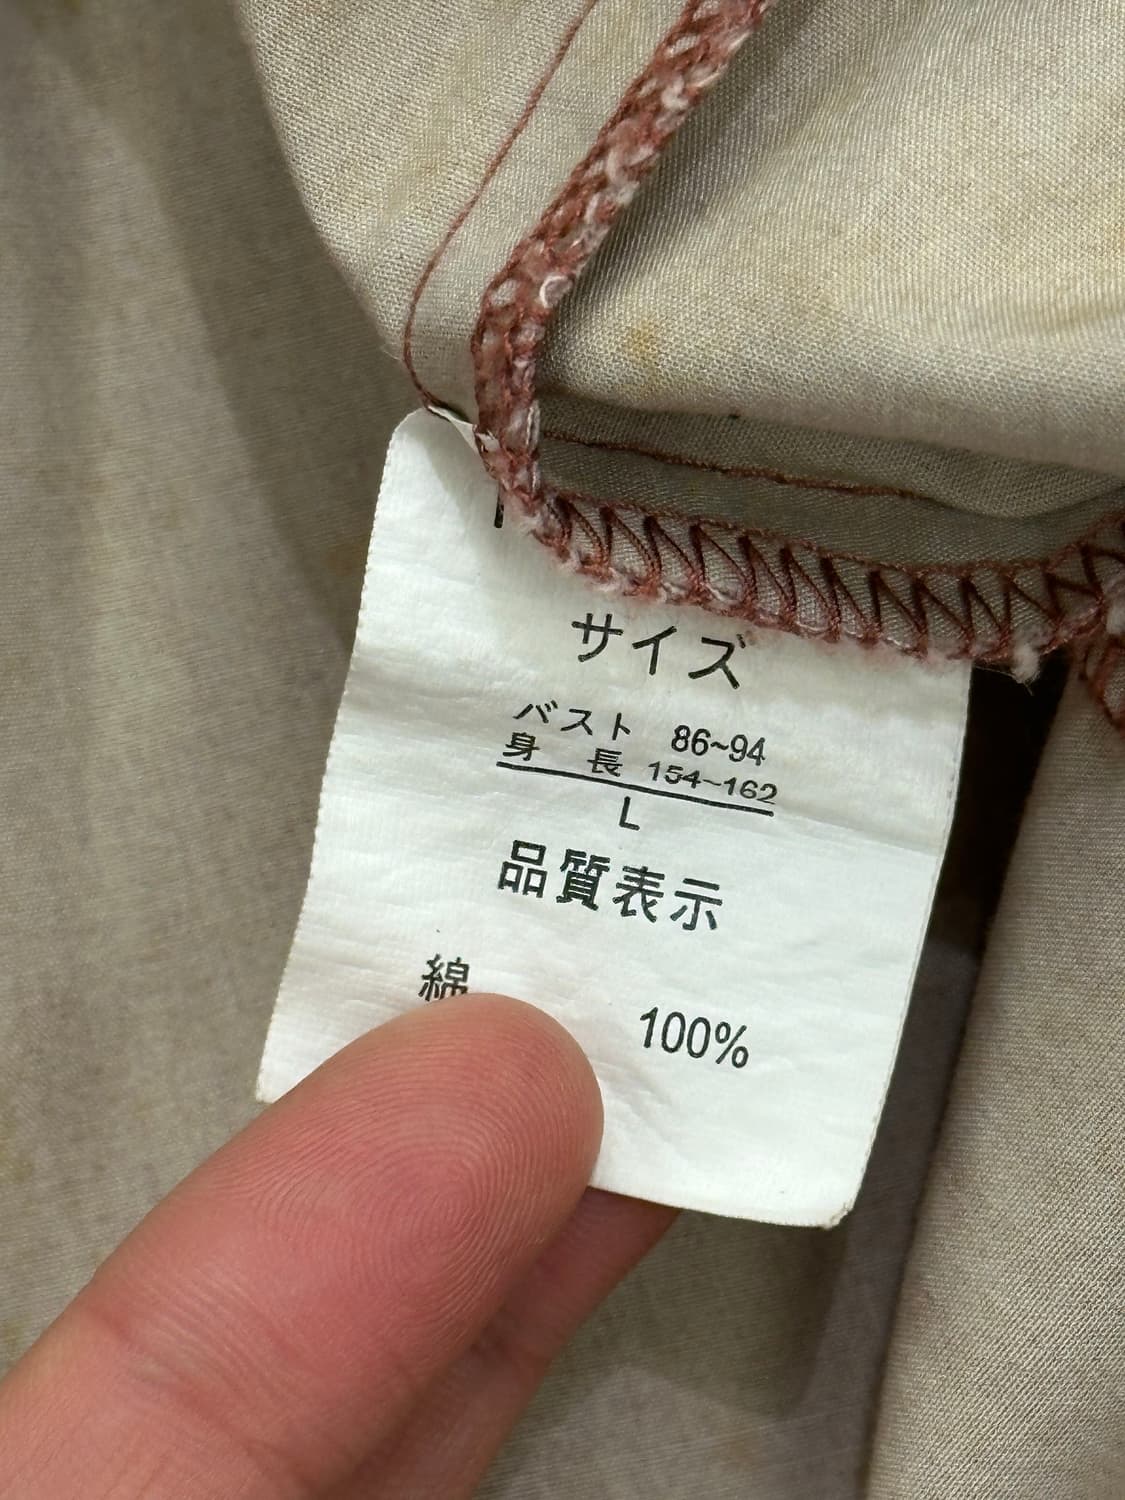 サイズ
バスト 86~94
身 長 154~162
L
品質表示
綿 100%